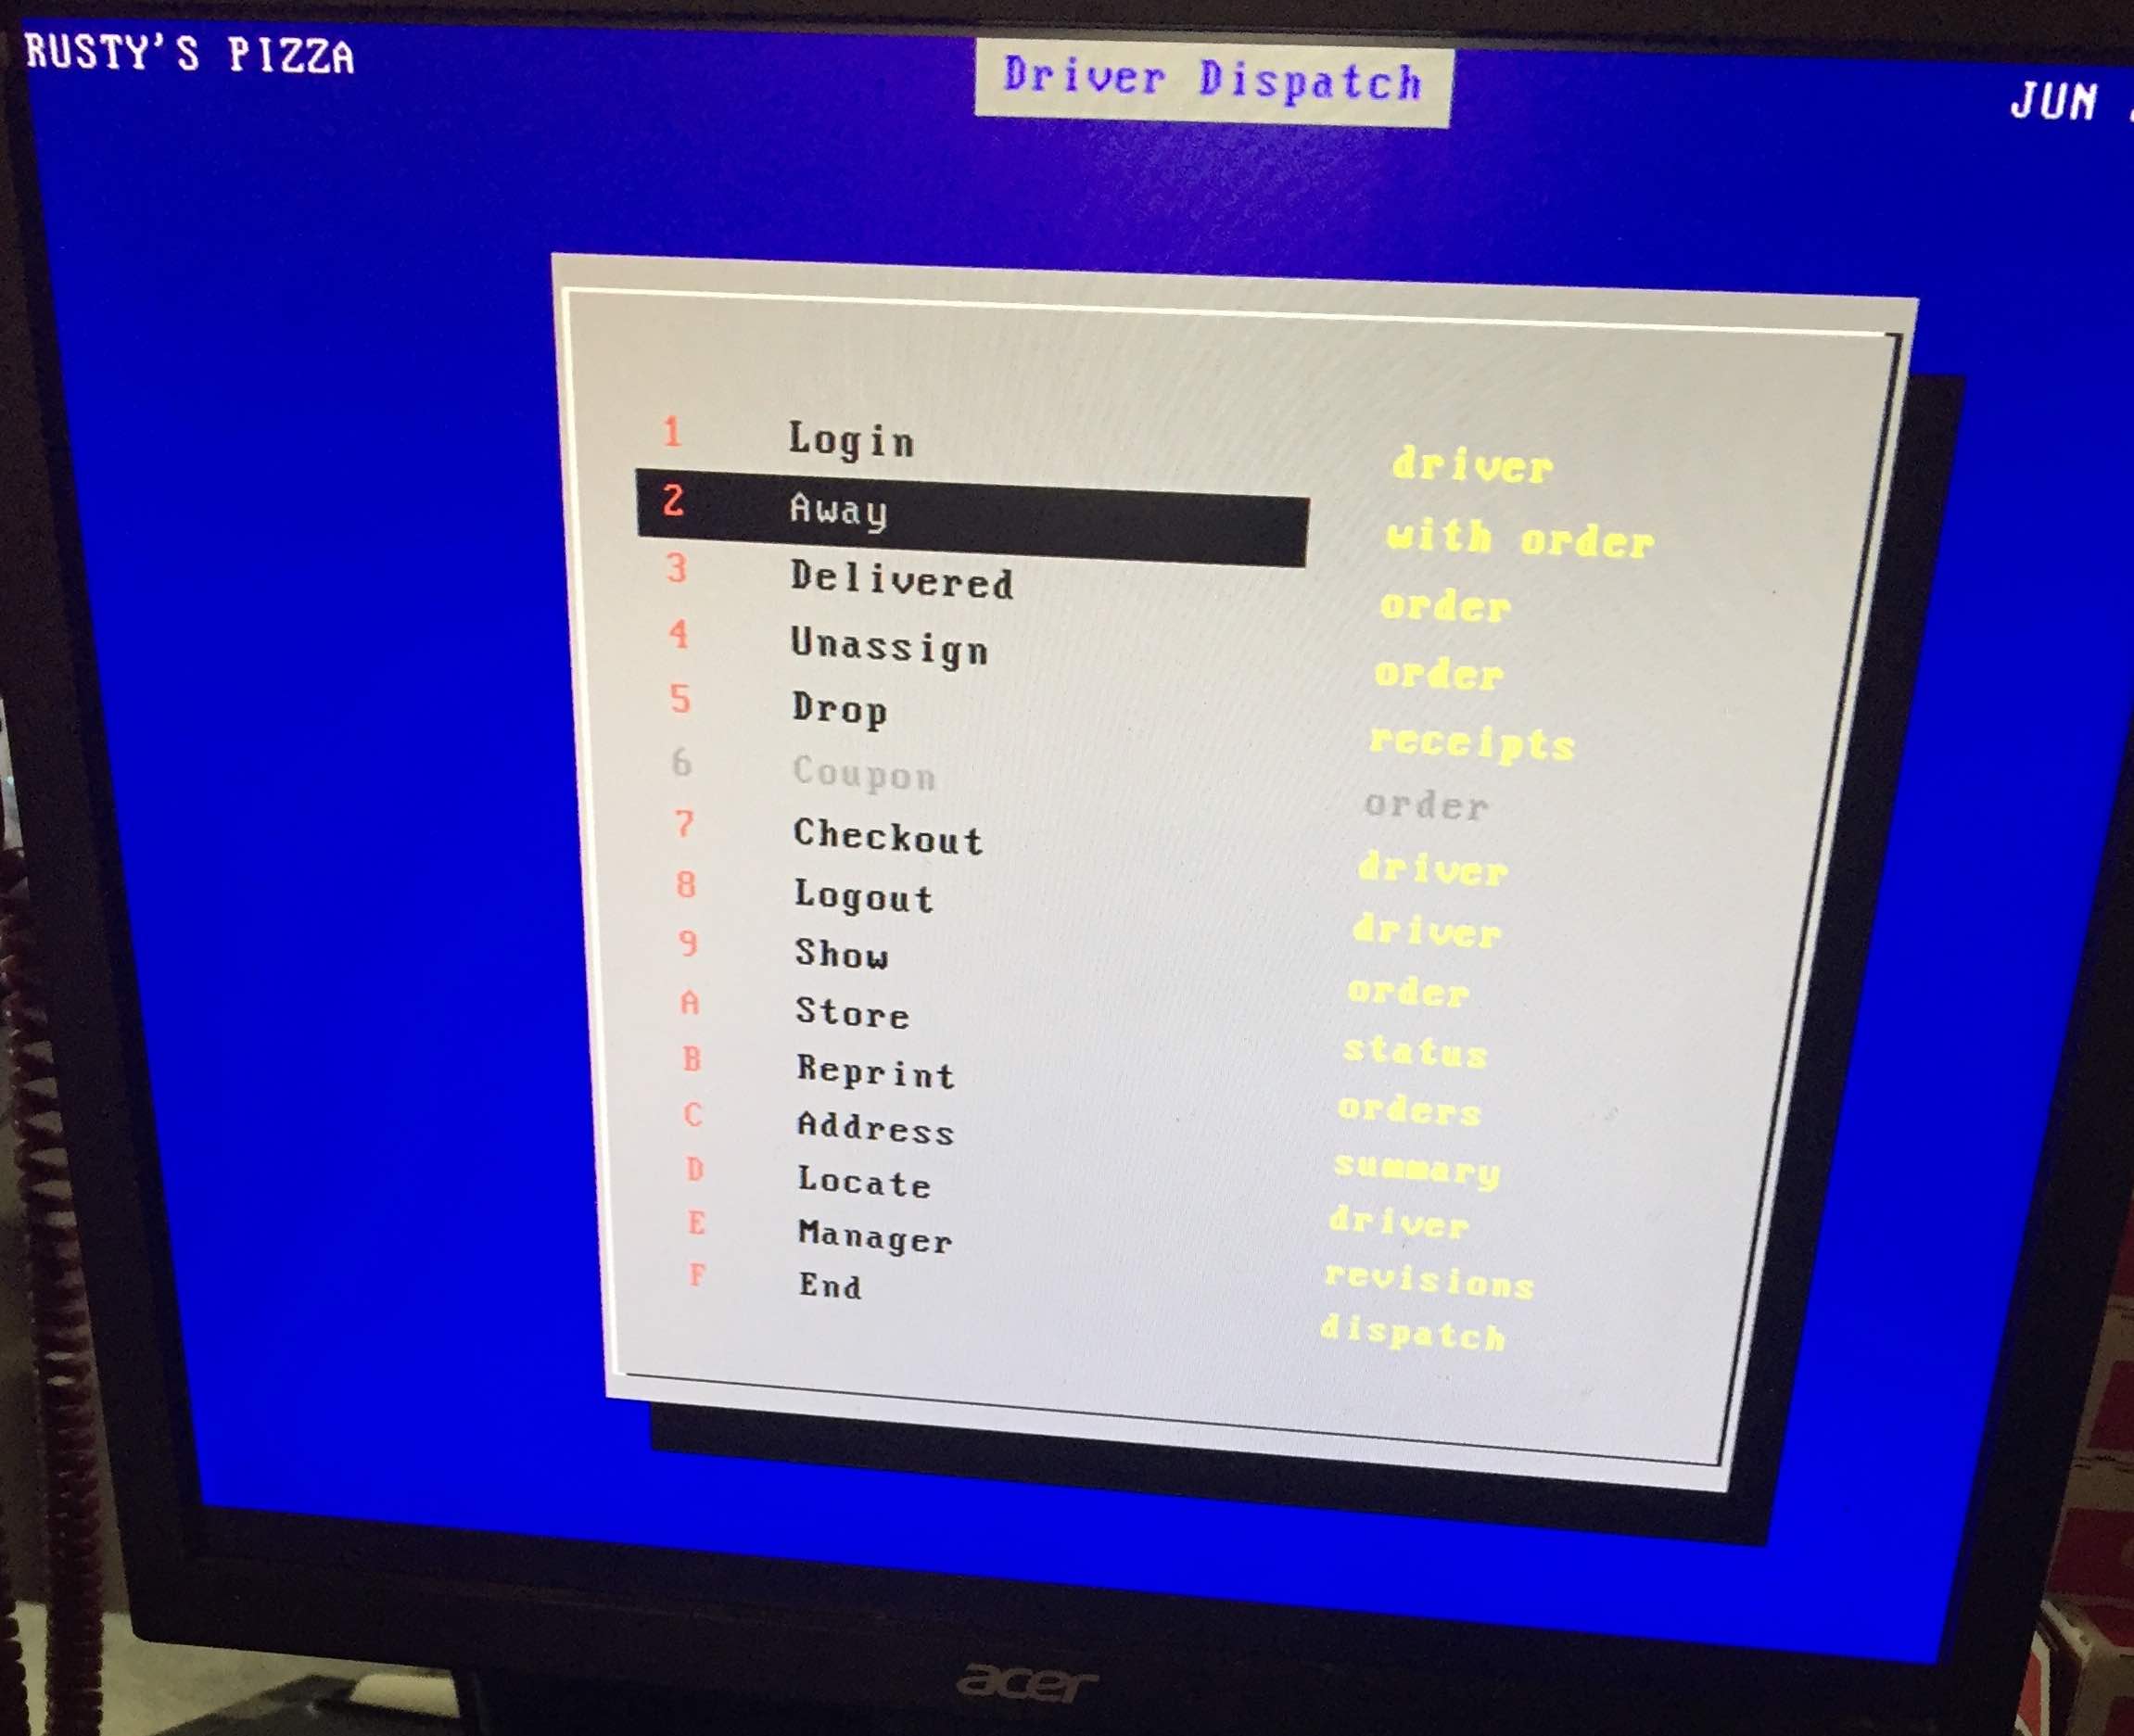 RUSTY'S PIZZA
Driver Dispatch
JUN
1 Login driver
2 Away with order
3 Delivered order
4 Unassign order
5 Drop receipts
6 Coupon order
7 Checkout driver
8 Logout driver
9 Show order
A Store status
B Reprint orders
C Address summary
D Locate driver
E Manager revisions
F End dispatch
acer